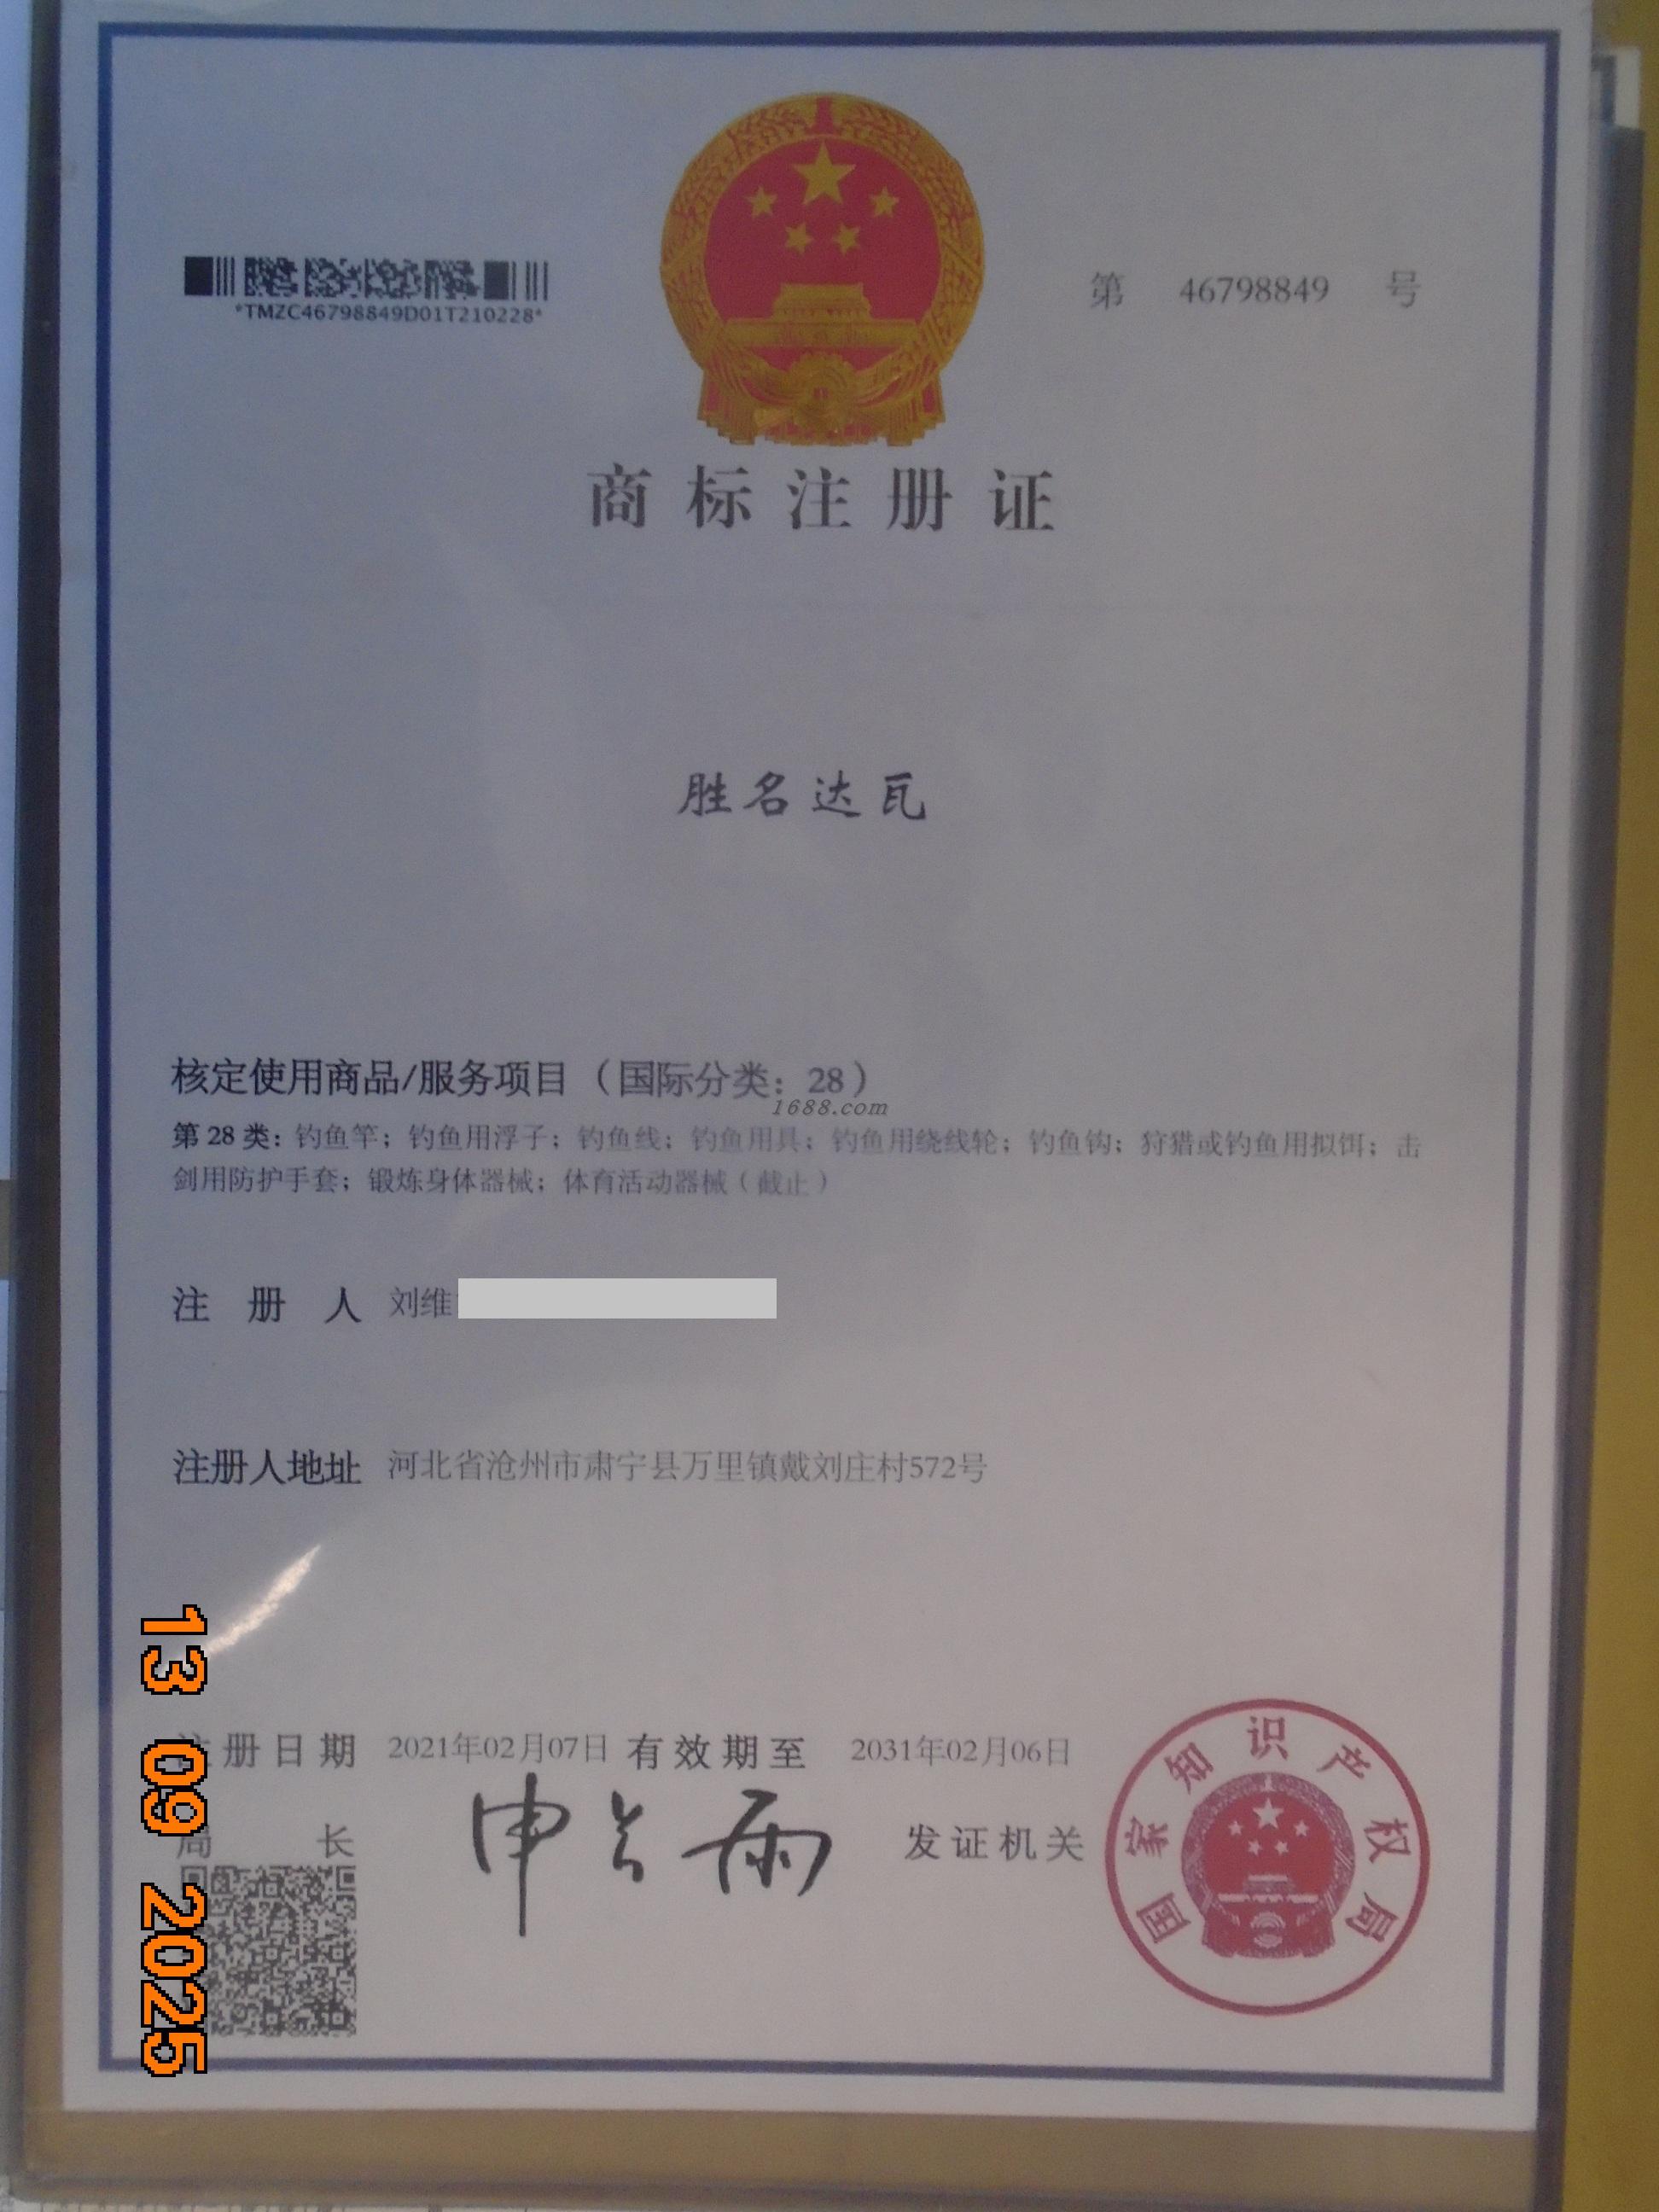 *TMZC46798849D01T210228*
第 46798849 号
商标注册证
胜名达瓦
核定使用商品/服务项目（国际分类：28）
1688.com
第 28 类：钓鱼竿；钓鱼用浮子；钓鱼线；钓鱼用具；钓鱼用绕线轮；钓鱼钩；狩猎或钓鱼用拟饵；击
剑用防护手套；锻炼身体器械；体育活动器械（截止）
注册人 刘维
注册人地址 河北省沧州市肃宁县万里镇戴刘庄村572号
注册日期 2021年02月07日 有效期至 2031年02月06日
局长 申长雨 发证机关
国家知识产权局
13 09 2025